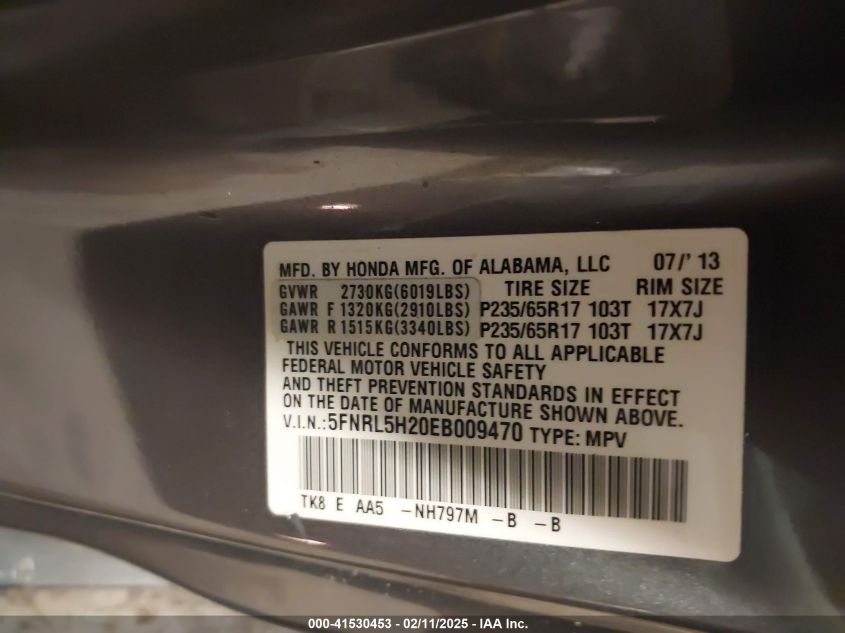 MFD. BY HONDA MFG. OF ALABAMA, LLC 07/' 13
GVWR 2730KG(6019LBS) TIRE SIZE RIM SIZE
GAWR F 1320KG(2910LBS) P235/65R17 103T 17X7J
GAWR R 1515KG(3340LBS) P235/65R17 103T 17X7J
THIS VEHICLE CONFORMS TO ALL APPLICABLE
FEDERAL MOTOR VEHICLE SAFETY
AND THEFT PREVENTION STANDARDS IN EFFECT
ON THE DATE OF MANUFACTURE SHOWN ABOVE.
V.I.N.: 5FNRL5H20EB009470 TYPE: MPV
TK8 E AA5 -NH797M -B -B
000-41530453 - 02/11/2025 - IAA Inc.